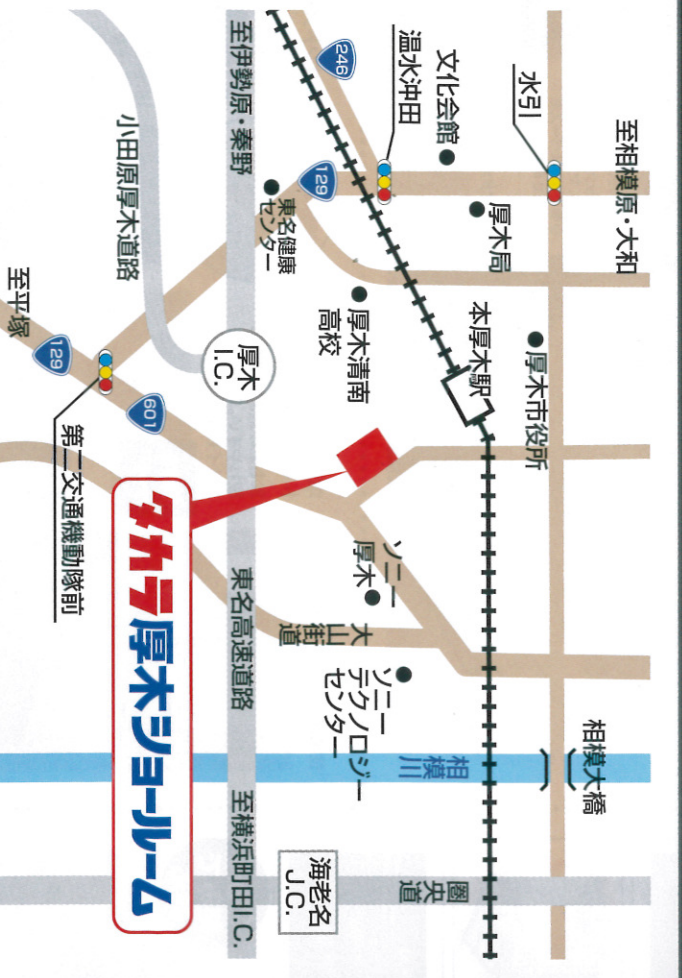 至相模原・大和
水引
文化会館
温水沖田
246
至伊勢原・秦野
小田原厚木道路
厚木局
129
東名健康
センター
至平塚
厚木市役所
本厚木駅
厚木清南
高校
厚木
I.C.
129
601
第二交通機動隊前
タカラ厚木ショールーム
ソニー
厚木
大山街道
東名高速道路
ソニー
テクノロジー
センター
相模大橋
相模川
至横浜町田I.C.
海老名
J.C.
圏央道